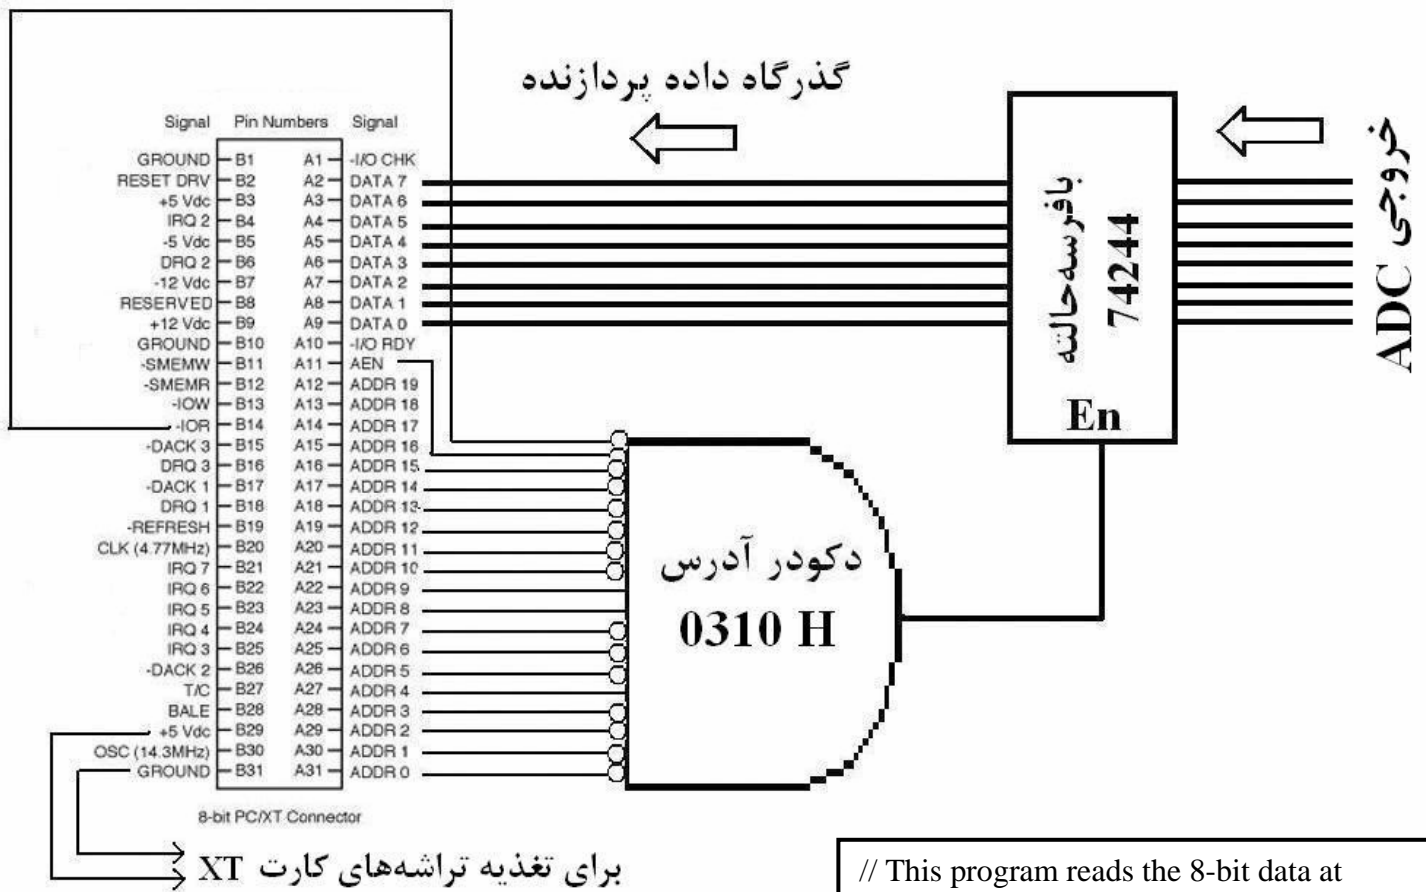 گذرگاه داده پردازنده
خروجی ADC
بافرسه‌حالته
74244
En
Signal Pin Numbers Signal
GROUND B1 A1 -I/O CHK
RESET DRV B2 A2 DATA 7
+5 Vdc B3 A3 DATA 6
IRQ 2 B4 A4 DATA 5
-5 Vdc B5 A5 DATA 4
DRQ 2 B6 A6 DATA 3
-12 Vdc B7 A7 DATA 2
RESERVED B8 A8 DATA 1
+12 Vdc B9 A9 DATA 0
GROUND B10 A10 -I/O RDY
-SMEMW B11 A11 AEN
-SMEMR B12 A12 ADDR 19
-IOW B13 A13 ADDR 18
-IOR B14 A14 ADDR 17
-DACK 3 B15 A15 ADDR 16
DRQ 3 B16 A16 ADDR 15
-DACK 1 B17 A17 ADDR 14
DRQ 1 B18 A18 ADDR 13
-REFRESH B19 A19 ADDR 12
CLK (4.77MHz) B20 A20 ADDR 11
IRQ 7 B21 A21 ADDR 10
IRQ 6 B22 A22 ADDR 9
IRQ 5 B23 A23 ADDR 8
IRQ 4 B24 A24 ADDR 7
IRQ 3 B25 A25 ADDR 6
-DACK 2 B26 A26 ADDR 5
T/C B27 A27 ADDR 4
BALE B28 A28 ADDR 3
+5 Vdc B29 A29 ADDR 2
OSC (14.3MHz) B30 A30 ADDR 1
GROUND B31 A31 ADDR 0
8-bit PC/XT Connector
دکودر آدرس
0310 H
برای تغذیه تراشه‌های کارت XT
// This program reads the 8-bit data at